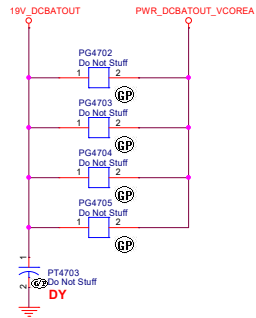 19V_DCBATOUT
PWR_DCBATOUT_VCOREA
PG4702
Do Not Stuff
1 2
GP
PG4703
Do Not Stuff
1 2
GP
PG4704
Do Not Stuff
1 2
GP
PG4705
Do Not Stuff
1 2
GP
1
PT4703
2 GP Do Not Stuff
DY